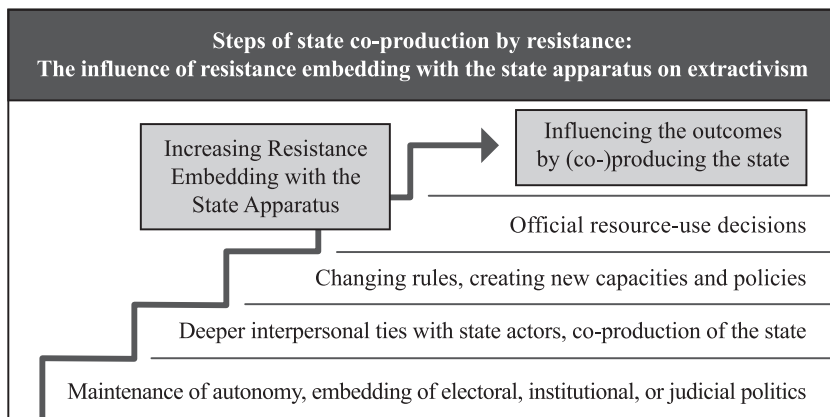 Steps of state co-production by resistance:
The influence of resistance embedding with the state apparatus on extractivism
Increasing Resistance
Embedding with the
State Apparatus
Influencing the outcomes
by (co-)producing the state
Official resource-use decisions
Changing rules, creating new capacities and policies
Deeper interpersonal ties with state actors, co-production of the state
Maintenance of autonomy, embedding of electoral, institutional, or judicial politics